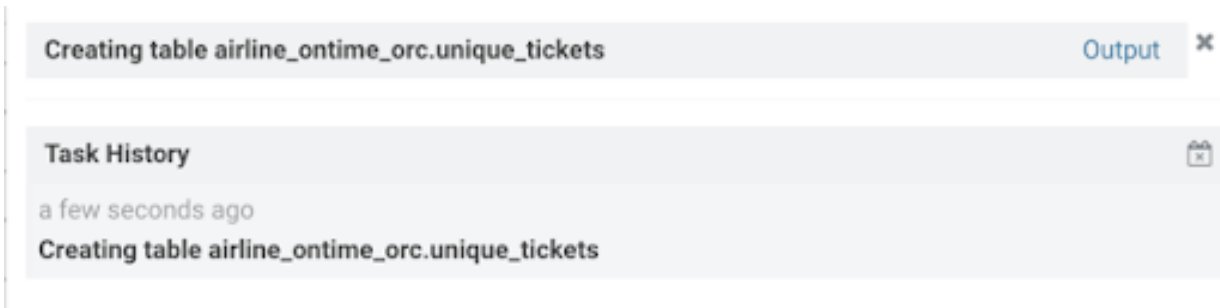 Creating table airline_ontime_orc.unique_tickets Output
Task History
a few seconds ago
Creating table airline_ontime_orc.unique_tickets